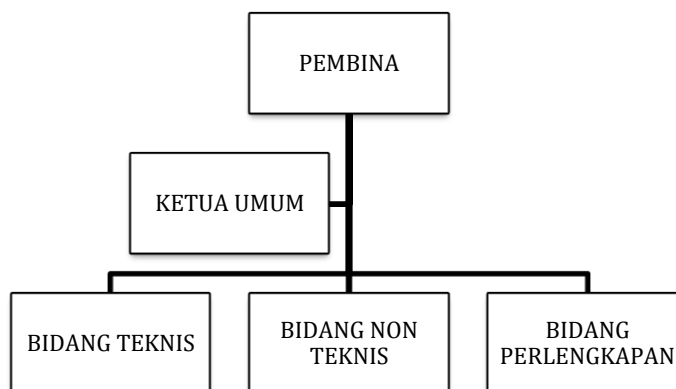 PEMBINA
KETUA UMUM
BIDANG TEKNIS
BIDANG NON
TEKNIS
BIDANG
PERLENGKAPAN